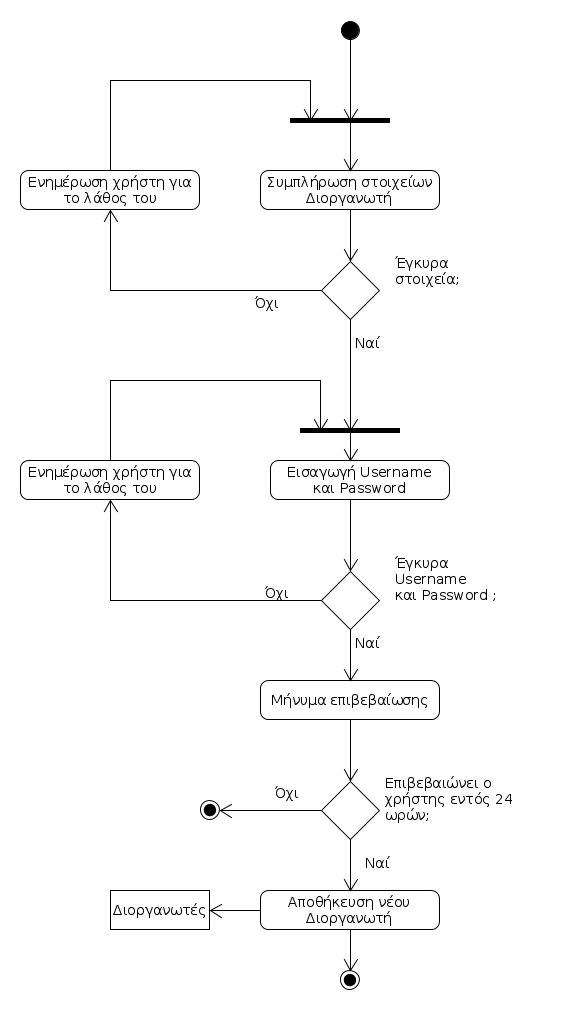 Ενημέρωση χρήστη για
το λάθος του
Συμπλήρωση στοιχείων
Διοργανωτή
Έγκυρα
στοιχεία;
Όχι
Ναί
Ενημέρωση χρήστη για
το λάθος του
Εισαγωγή Username
και Password
Έγκυρα
Username
και Password ;
Όχι
Ναί
Μήνυμα επιβεβαίωσης
Επιβεβαιώνει ο
χρήστης εντός 24
ωρών;
Όχι
Ναί
Διοργανωτές
Αποθήκευση νέου
Διοργανωτή